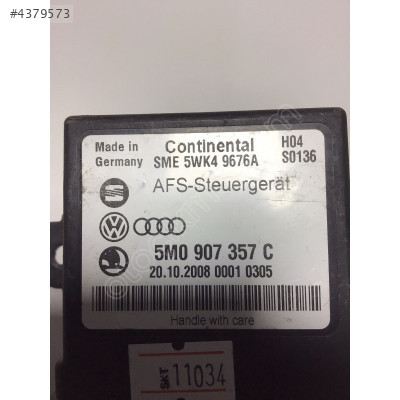 #4379573
Made in
Germany
Continental
SME 5WK4 9676A
H04
S0136
AFS-Steuergerät
5M0 907 357 C
20.10.2008 0001 0305
Handle with care
SKT 11034